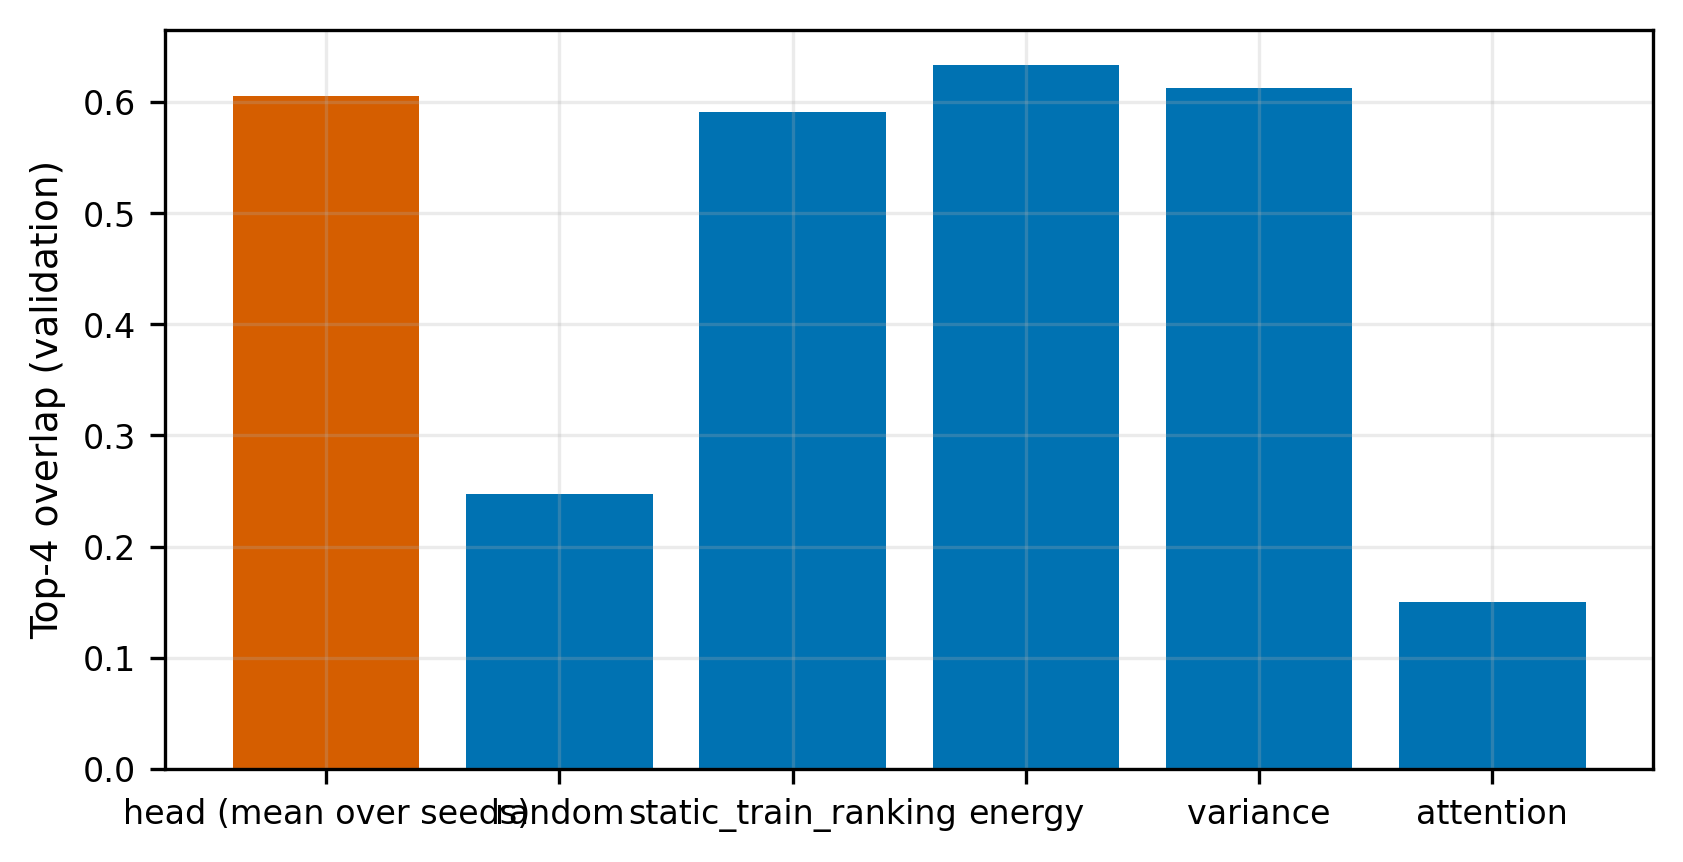 Top-4 overlap (validation)
0.6
0.5
0.4
0.3
0.2
0.1
0.0
head (mean over seeds)
random
static_train_ranking
energy
variance
attention